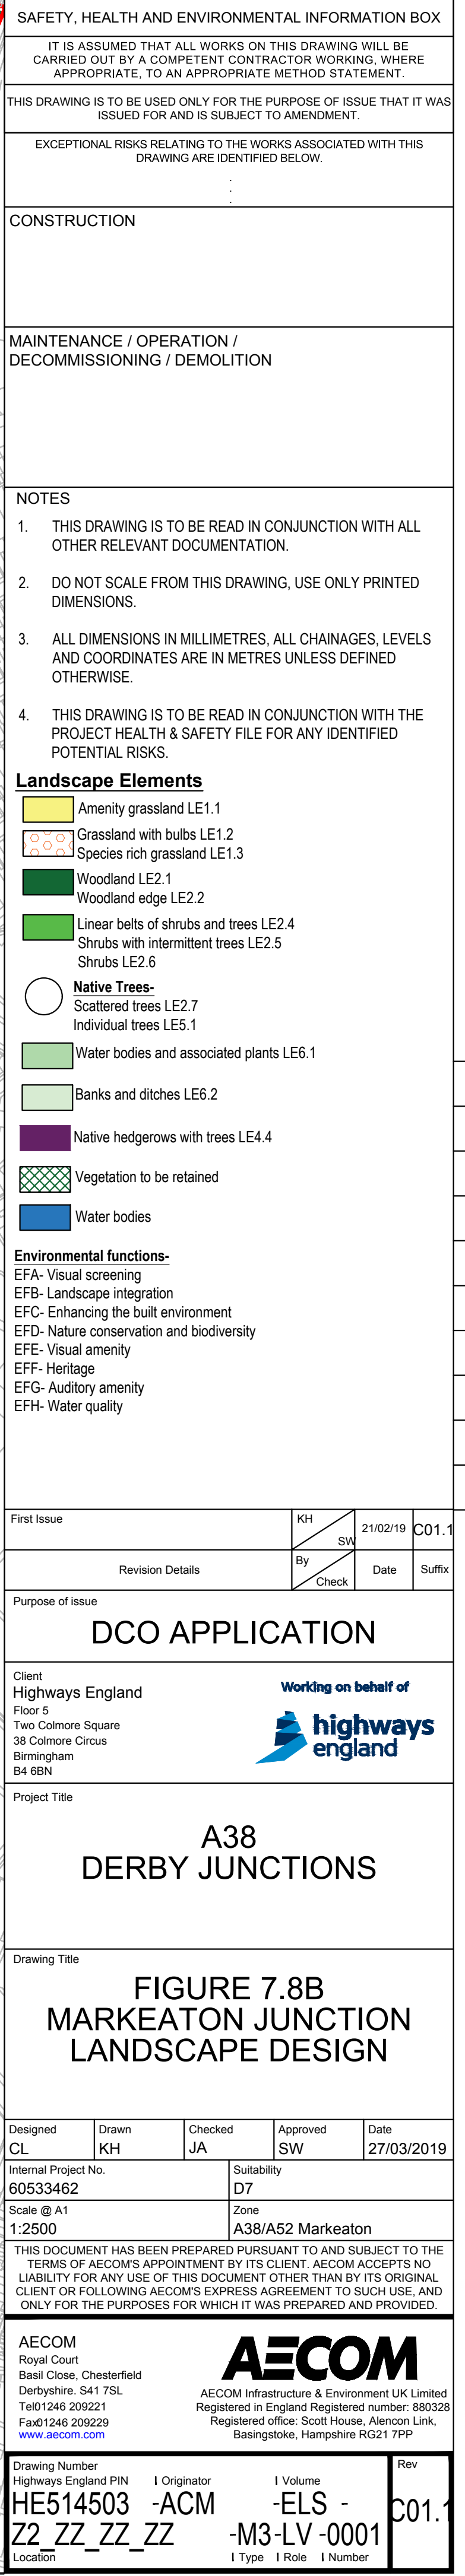 SAFETY, HEALTH AND ENVIRONMENTAL INFORMATION BOX
IT IS ASSUMED THAT ALL WORKS ON THIS DRAWING WILL BE
CARRIED OUT BY A COMPETENT CONTRACTOR WORKING, WHERE
APPROPRIATE, TO AN APPROPRIATE METHOD STATEMENT.
THIS DRAWING IS TO BE USED ONLY FOR THE PURPOSE OF ISSUE THAT IT WAS
ISSUED FOR AND IS SUBJECT TO AMENDMENT.
EXCEPTIONAL RISKS RELATING TO THE WORKS ASSOCIATED WITH THIS
DRAWING ARE IDENTIFIED BELOW.
.
.
.
CONSTRUCTION
MAINTENANCE / OPERATION /
DECOMMISSIONING / DEMOLITION
NOTES
1. THIS DRAWING IS TO BE READ IN CONJUNCTION WITH ALL
OTHER RELEVANT DOCUMENTATION.
2. DO NOT SCALE FROM THIS DRAWING, USE ONLY PRINTED
DIMENSIONS.
3. ALL DIMENSIONS IN MILLIMETRES, ALL CHAINAGES, LEVELS
AND COORDINATES ARE IN METRES UNLESS DEFINED
OTHERWISE.
4. THIS DRAWING IS TO BE READ IN CONJUNCTION WITH THE
PROJECT HEALTH & SAFETY FILE FOR ANY IDENTIFIED
POTENTIAL RISKS.
Landscape Elements
Amenity grassland LE1.1
Grassland with bulbs LE1.2
Species rich grassland LE1.3
Woodland LE2.1
Woodland edge LE2.2
Linear belts of shrubs and trees LE2.4
Shrubs with intermittent trees LE2.5
Shrubs LE2.6
Native Trees-
Scattered trees LE2.7
Individual trees LE5.1
Water bodies and associated plants LE6.1
Banks and ditches LE6.2
Native hedgerows with trees LE4.4
Vegetation to be retained
Water bodies
Environmental functions-
EFA- Visual screening
EFB- Landscape integration
EFC- Enhancing the built environment
EFD- Nature conservation and biodiversity
EFE- Visual amenity
EFF- Heritage
EFG- Auditory amenity
EFH- Water quality
First Issue KH SW 21/02/19 C01.1
Revision Details By Check Date Suffix
Purpose of issue
DCO APPLICATION
Client
Highways England
Floor 5
Two Colmore Square
38 Colmore Circus
Birmingham
B4 6BN
Working on behalf of
highways
england
Project Title
A38
DERBY JUNCTIONS
Drawing Title
FIGURE 7.8B
MARKEATON JUNCTION
LANDSCAPE DESIGN
Designed Drawn Checked Approved Date
CL KH JA SW 27/03/2019
Internal Project No. Suitability
60533462 D7
Scale @ A1 Zone
1:2500 A38/A52 Markeaton
THIS DOCUMENT HAS BEEN PREPARED PURSUANT TO AND SUBJECT TO THE
TERMS OF AECOM'S APPOINTMENT BY ITS CLIENT. AECOM ACCEPTS NO
LIABILITY FOR ANY USE OF THIS DOCUMENT OTHER THAN BY ITS ORIGINAL
CLIENT OR FOLLOWING AECOM'S EXPRESS AGREEMENT TO SUCH USE, AND
ONLY FOR THE PURPOSES FOR WHICH IT WAS PREPARED AND PROVIDED.
AECOM
Royal Court
Basil Close, Chesterfield
Derbyshire. S41 7SL
Tel01246 209221
Fax01246 209229
www.aecom.com
AECOM
AECOM Infrastructure & Environment UK Limited
Registered in England Registered number: 880328
Registered office: Scott House, Alencon Link,
Basingstoke, Hampshire RG21 7PP
Drawing Number Rev
Highways England PIN | Originator | Volume
HE514503 -ACM -ELS - C01.1
Z2_ZZ_ZZ_ZZ -M3-LV -0001
Location | Type | Role | Number